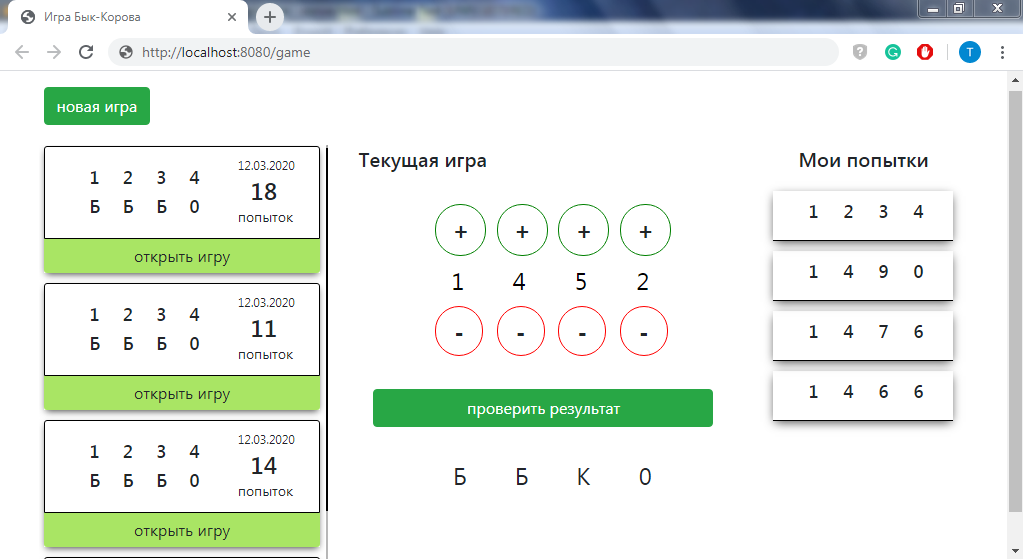 Игра Бык-Корова
http://localhost:8080/game
T
новая игра
1 2 3 4
Б Б Б 0
12.03.2020
18
попыток
открыть игру
1 2 3 4
Б Б Б 0
12.03.2020
11
попыток
открыть игру
1 2 3 4
Б Б Б 0
12.03.2020
14
попыток
открыть игру
Текущая игра
+ + + +
1 4 5 2
- - - -
проверить результат
Б Б К 0
Мои попытки
1 2 3 4
1 4 9 0
1 4 7 6
1 4 6 6